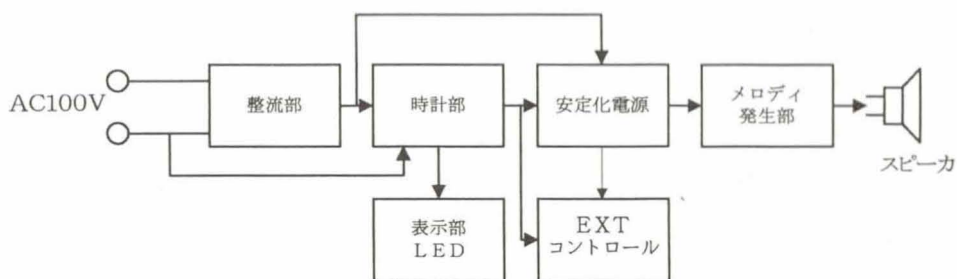 AC100V
整流部
時計部
安定化電源
メロディ
発生部
スピーカ
表示部
LED
EXT
コントロール